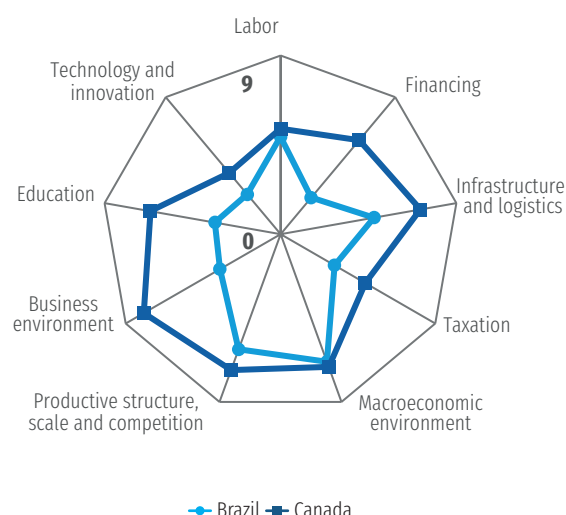 Labor
Technology and
innovation
9
Financing
Education
Infrastructure
and logistics
0
Business
environment
Taxation
Productive structure,
scale and competition
Macroeconomic
environment
Brazil
Canada